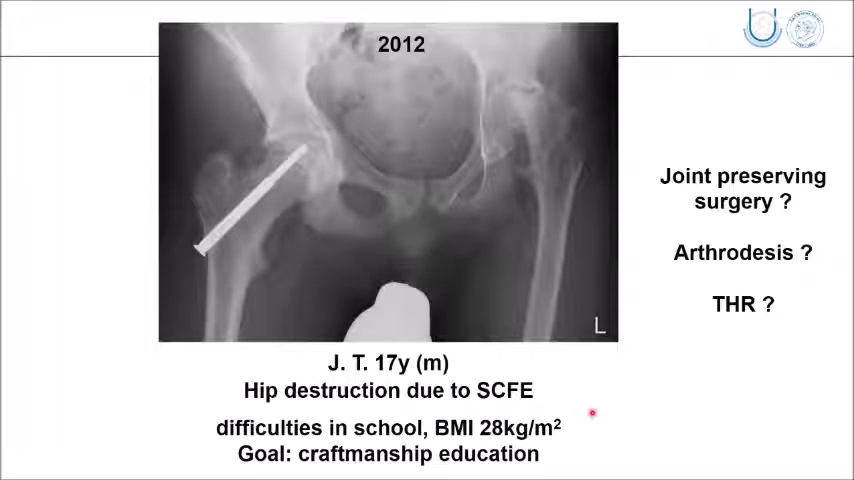 2012
Joint preserving
surgery ?
Arthrodesis ?
THR ?
L
J. T. 17y (m)
Hip destruction due to SCFE
difficulties in school, BMI 28kg/m²
Goal: craftmanship education